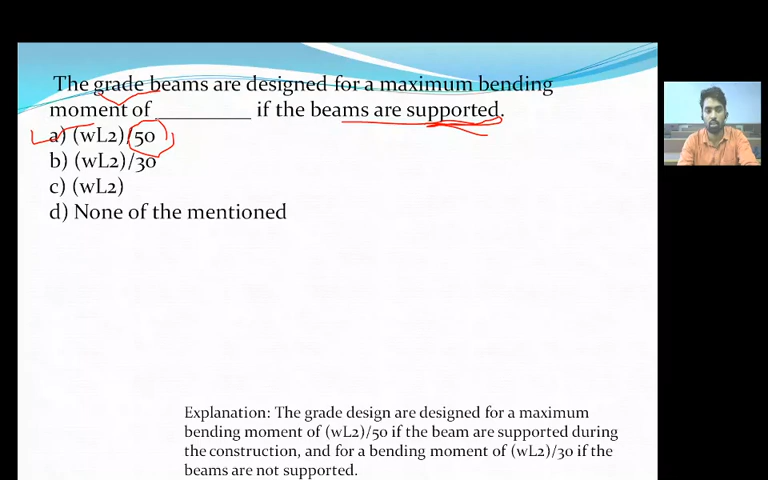 The grade beams are designed for a maximum bending
moment of _________ if the beams are supported.
a) (wL2)/50
b) (wL2)/30
c) (wL2)
d) None of the mentioned
Explanation: The grade design are designed for a maximum
bending moment of (wL2)/50 if the beam are supported during
the construction, and for a bending moment of (wL2)/30 if the
beams are not supported.